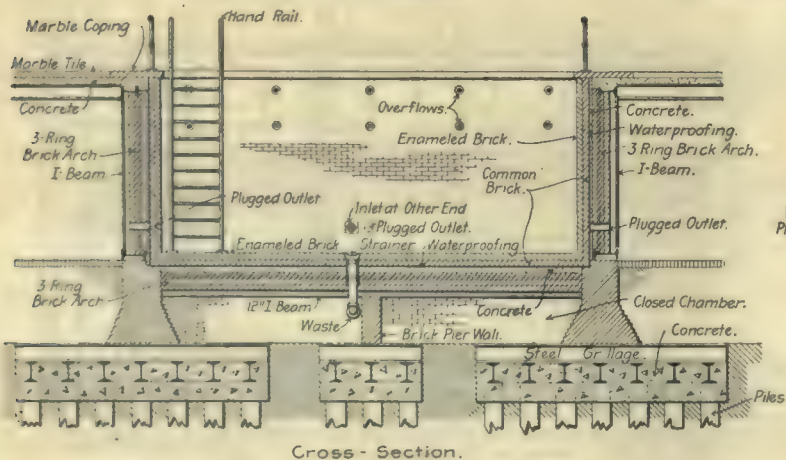 Hand Rail.
Marble Coping
Marble Tile
Concrete
3-Ring
Brick Arch
I-Beam
Overflows
Enameled Brick.
Concrete.
Waterproofing.
3 Ring Brick Arch.
I-Beam.
Common
Brick.
Plugged Outlet
Inlet at Other End
Plugged Outlet.
Plugged Outlet.
Enameled Brick
Strainer
Waterproofing
3 Ring
Brick Arch
12" I Beam
Waste
Brick Pier Wall.
Concrete
Closed Chamber.
Concrete.
Steel Grillage.
Piles
Cross-Section.